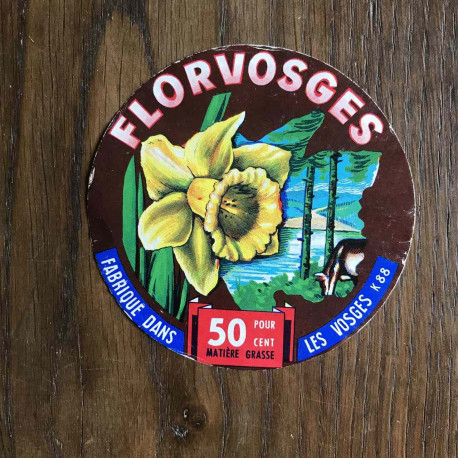 FLORVOSGES
FABRIQUE DANS
50 POUR CENT
MATIÈRE GRASSE
LES VOSGES K 88